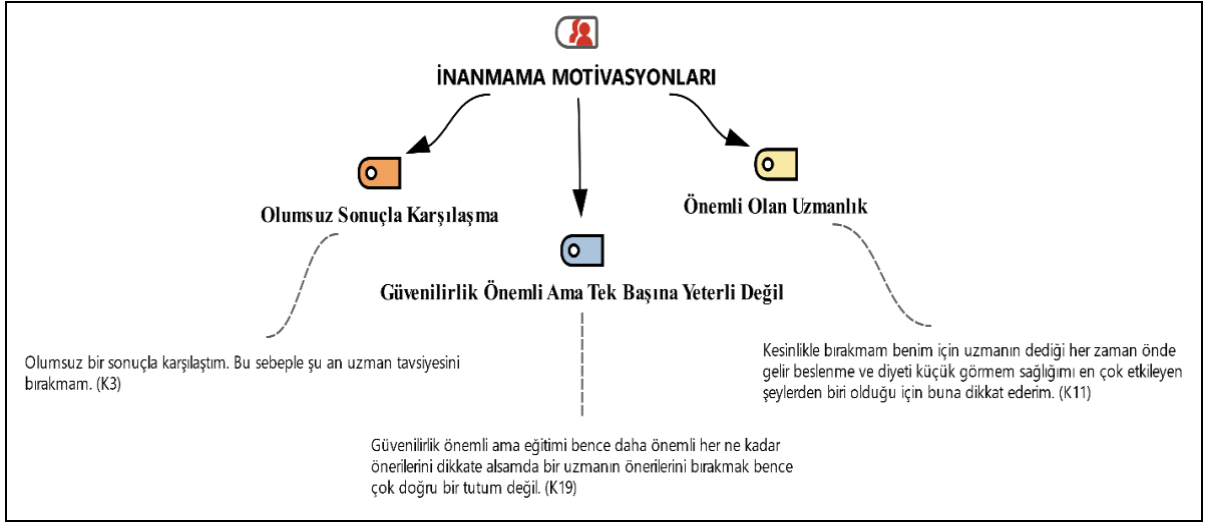 İNANMAMA MOTİVASYONLARI
Olumsuz Sonuçla Karşılaşma
Önemli Olan Uzmanlık
Güvenilirlik Önemli Ama Tek Başına Yeterli Değil
Olumsuz bir sonuçla karşılaştım. Bu sebeple şu an uzman tavsiyesini
bırakmam. (K3)
Kesinlikle bırakmam benim için uzmanın dediği her zaman önde
gelir beslenme ve diyeti küçük görmem sağlığımı en çok etkileyen
şeylerden biri olduğu için buna dikkat ederim. (K11)
Güvenilirlik önemli ama eğitimi bence daha önemli her ne kadar
önerilerini dikkate alsamda bir uzmanın önerilerini bırakmak bence
çok doğru bir tutum değil. (K19)